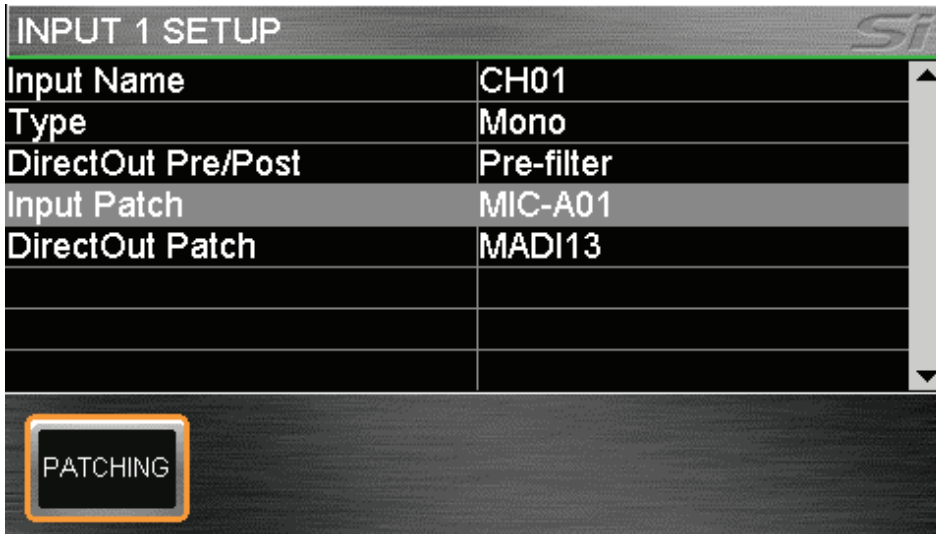 INPUT 1 SETUP Si
Input Name CH01
Type Mono
DirectOut Pre/Post Pre-filter
Input Patch MIC-A01
DirectOut Patch MADI13
PATCHING